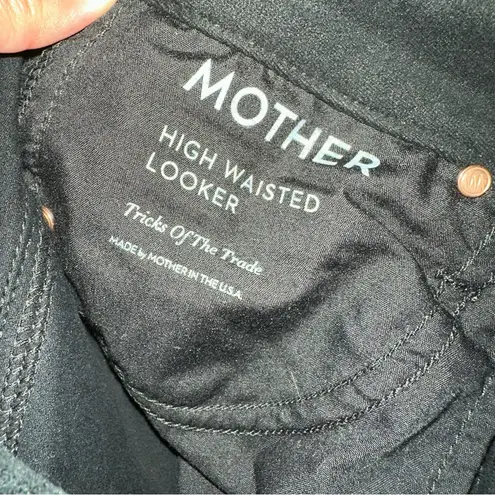 MOTHER
HIGH WAISTED
LOOKER
Tricks Of The Trade
MADE by MOTHER IN THE U.S.A.